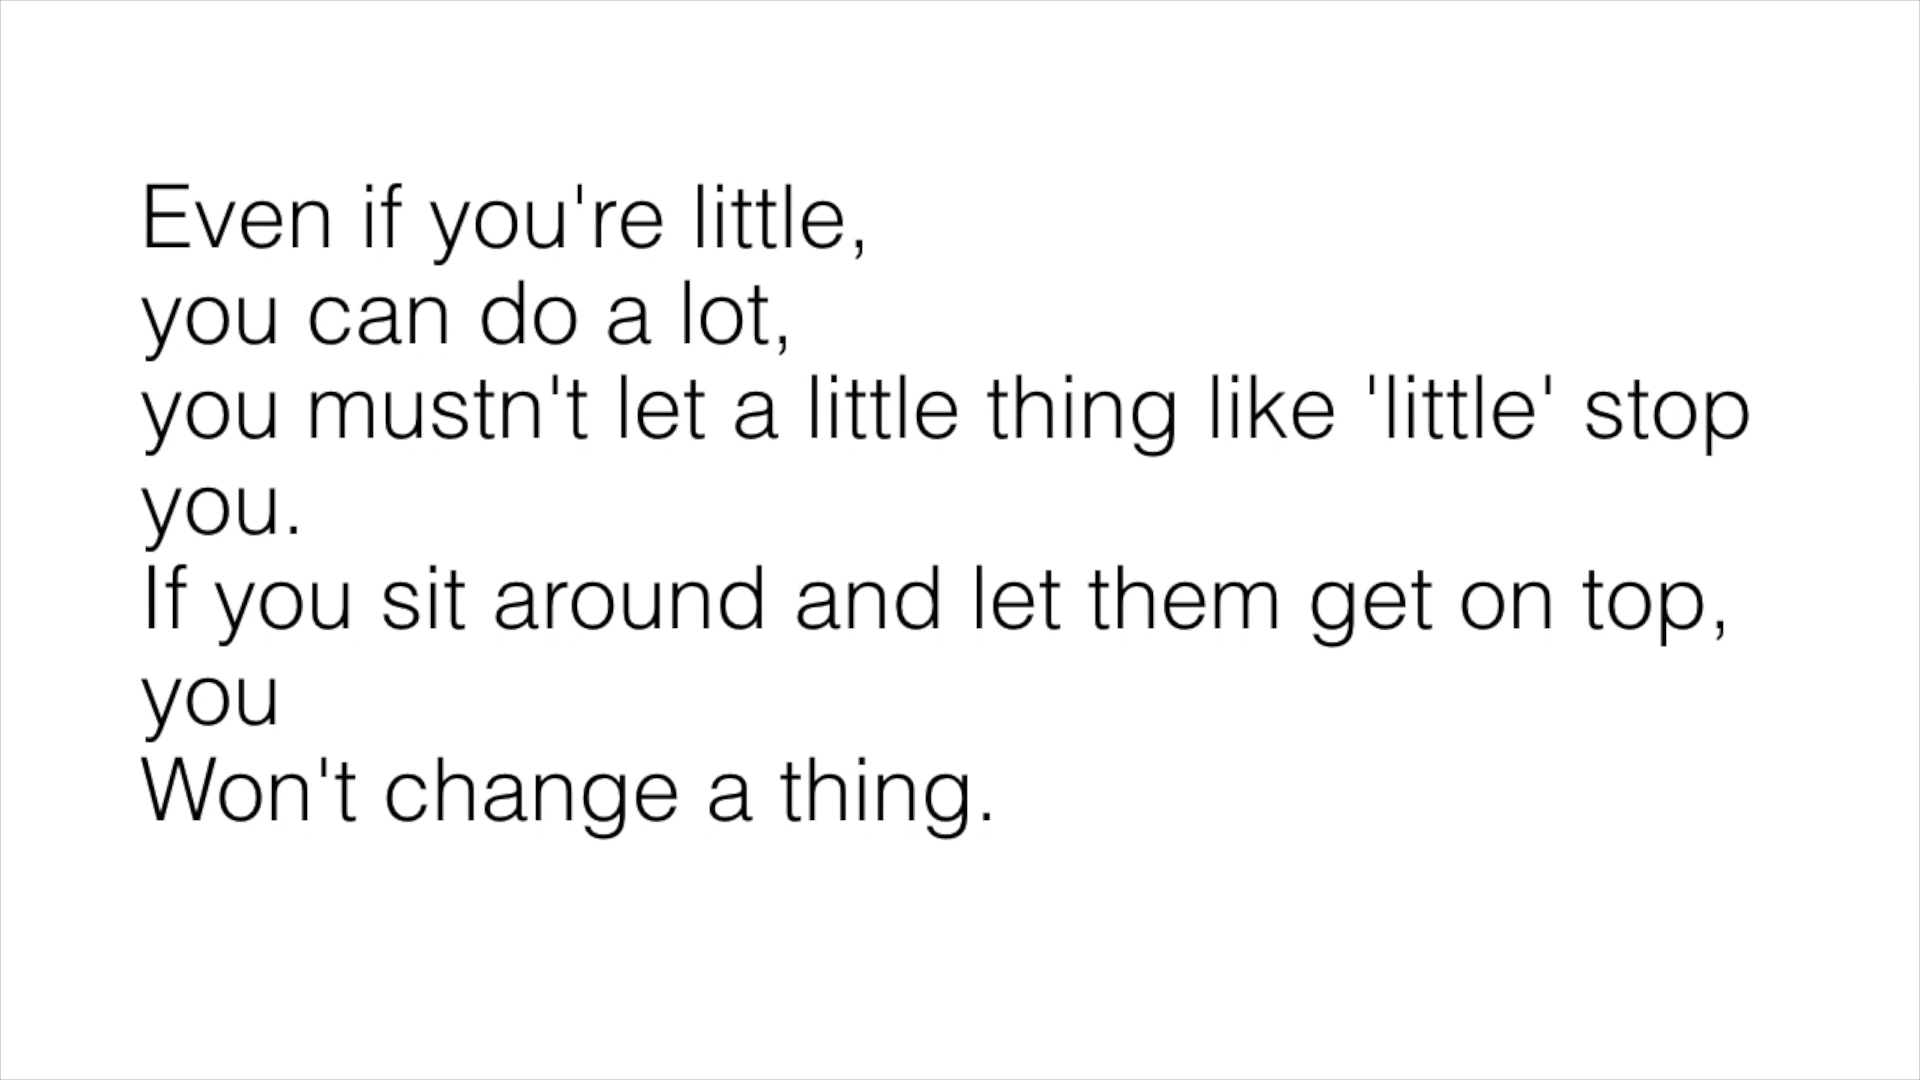 Even if you're little,
you can do a lot,
you mustn't let a little thing like 'little' stop
you.
If you sit around and let them get on top,
you
Won't change a thing.